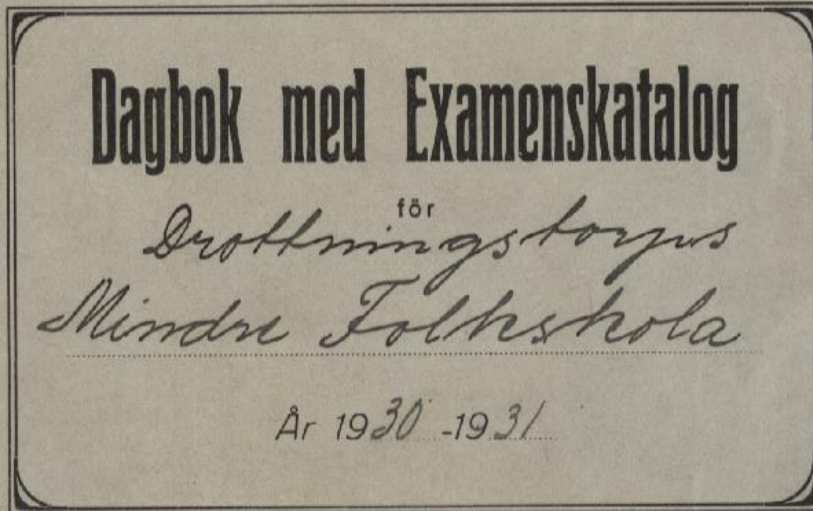 Dagbok med Examenskatalog
för
Drottningstorps
Mindre Folkskola
År 1930-1931